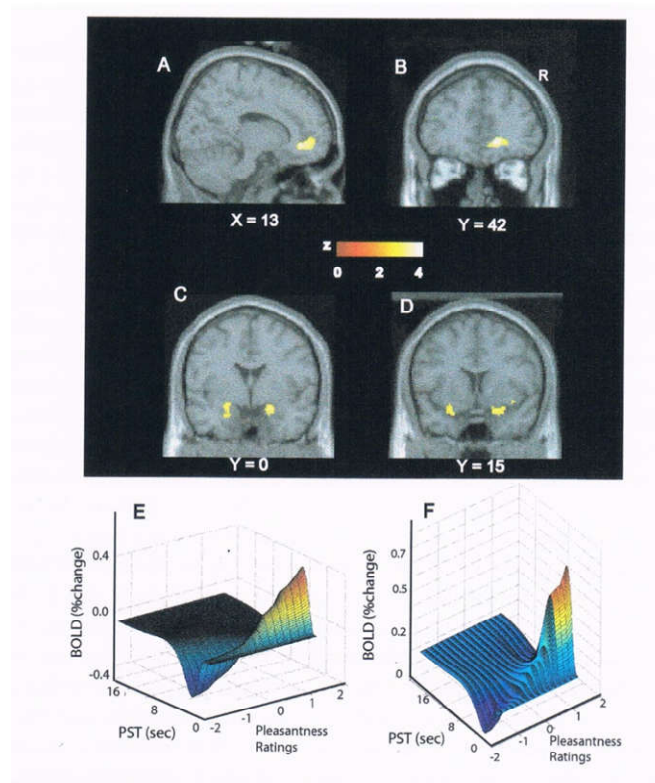 A
B
R
X = 13
Y = 42
z
0 2 4
C
D
Y = 0
Y = 15
E
F
BOLD (%change)
0.4
0.0
-0.4
16
8
0
PST (sec)
-2
-1
0
1
2
Pleasantness
Ratings
BOLD (%change)
0.7
0.5
0.2
0
16
8
0
PST (sec)
-2
-1
0
1
2
Pleasantness
Ratings